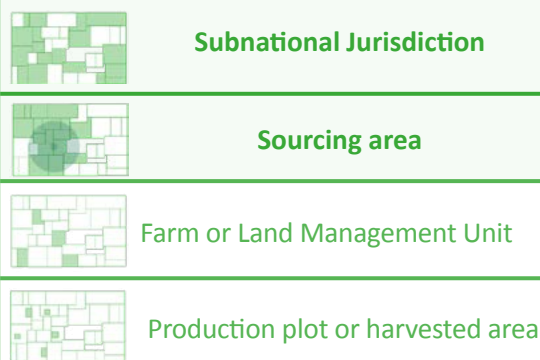 Subnational Jurisdiction
Sourcing area
Farm or Land Management Unit
Production plot or harvested area